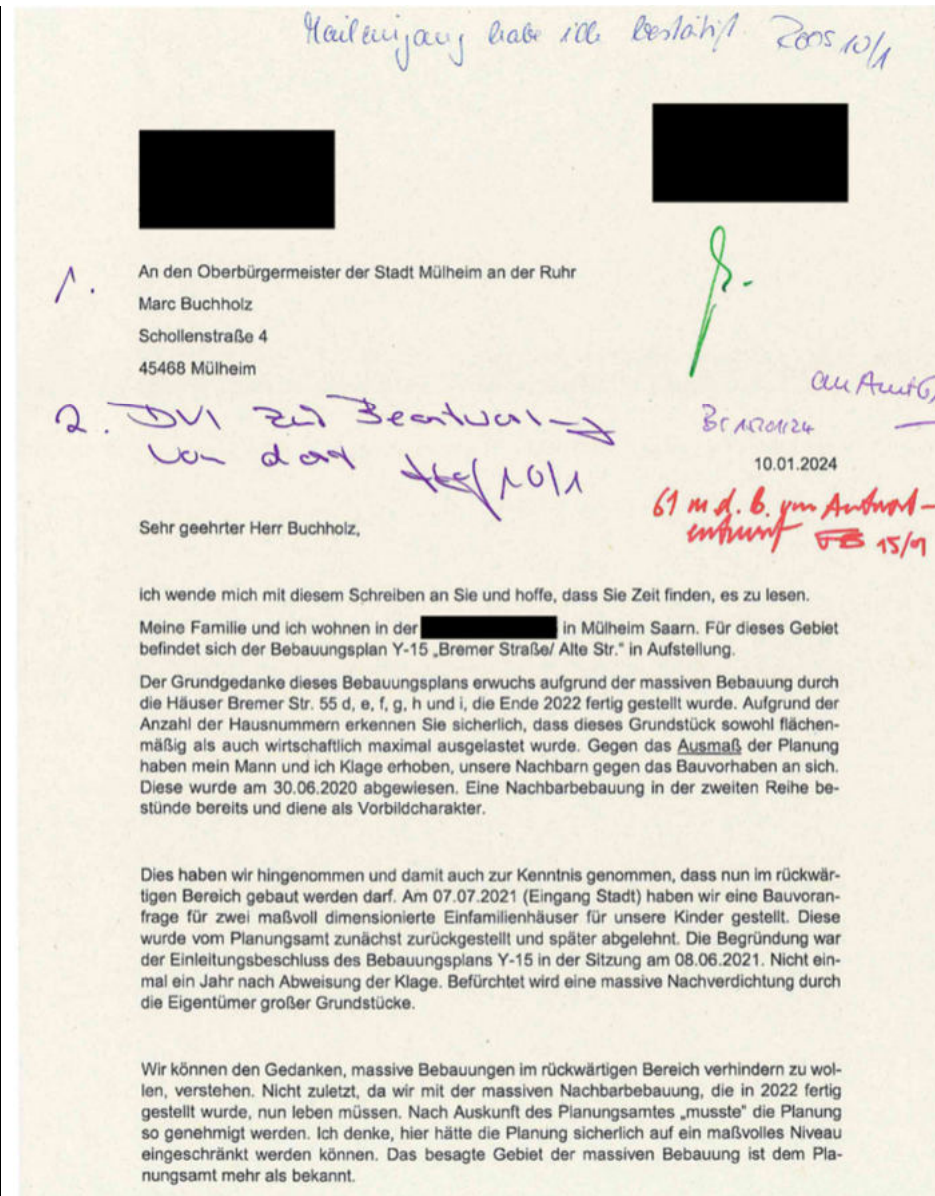 Maileingang habe ich bestätigt. Roos 10/1
1.
An den Oberbürgermeister der Stadt Mülheim an der Ruhr
Marc Buchholz
Schollenstraße 4
45468 Mülheim
an Amt 6
2. DVI zur Beantwortung
von dort 10/1
10.01.2024
61 m. d. B. um Antwort-
entwurf 15/01
Sehr geehrter Herr Buchholz,
ich wende mich mit diesem Schreiben an Sie und hoffe, dass Sie Zeit finden, es zu lesen.
Meine Familie und ich wohnen in der in Mülheim Saarn. Für dieses Gebiet
befindet sich der Bebauungsplan Y-15 „Bremer Straße/ Alte Str.“ in Aufstellung.
Der Grundgedanke dieses Bebauungsplans erwuchs aufgrund der massiven Bebauung durch
die Häuser Bremer Str. 55 d, e, f, g, h und i, die Ende 2022 fertig gestellt wurde. Aufgrund der
Anzahl der Hausnummern erkennen Sie sicherlich, dass dieses Grundstück sowohl flächen-
mäßig als auch wirtschaftlich maximal ausgelastet wurde. Gegen das Ausmaß der Planung
haben mein Mann und ich Klage erhoben, unsere Nachbarn gegen das Bauvorhaben an sich.
Diese wurde am 30.06.2020 abgewiesen. Eine Nachbarbebauung in der zweiten Reihe be-
stünde bereits und diene als Vorbildcharakter.
Dies haben wir hingenommen und damit auch zur Kenntnis genommen, dass nun im rückwär-
tigen Bereich gebaut werden darf. Am 07.07.2021 (Eingang Stadt) haben wir eine Bauvoran-
frage für zwei maßvoll dimensionierte Einfamilienhäuser für unsere Kinder gestellt. Diese
wurde vom Planungsamt zunächst zurückgestellt und später abgelehnt. Die Begründung war
der Einleitungsbeschluss des Bebauungsplans Y-15 in der Sitzung am 08.06.2021. Nicht ein-
mal ein Jahr nach Abweisung der Klage. Befürchtet wird eine massive Nachverdichtung durch
die Eigentümer großer Grundstücke.
Wir können den Gedanken, massive Bebauungen im rückwärtigen Bereich verhindern zu wol-
len, verstehen. Nicht zuletzt, da wir mit der massiven Nachbarbebauung, die in 2022 fertig
gestellt wurde, nun leben müssen. Nach Auskunft des Planungsamtes „musste“ die Planung
so genehmigt werden. Ich denke, hier hätte die Planung sicherlich auf ein maßvolles Niveau
eingeschränkt werden können. Das besagte Gebiet der massiven Bebauung ist dem Pla-
nungsamt mehr als bekannt.